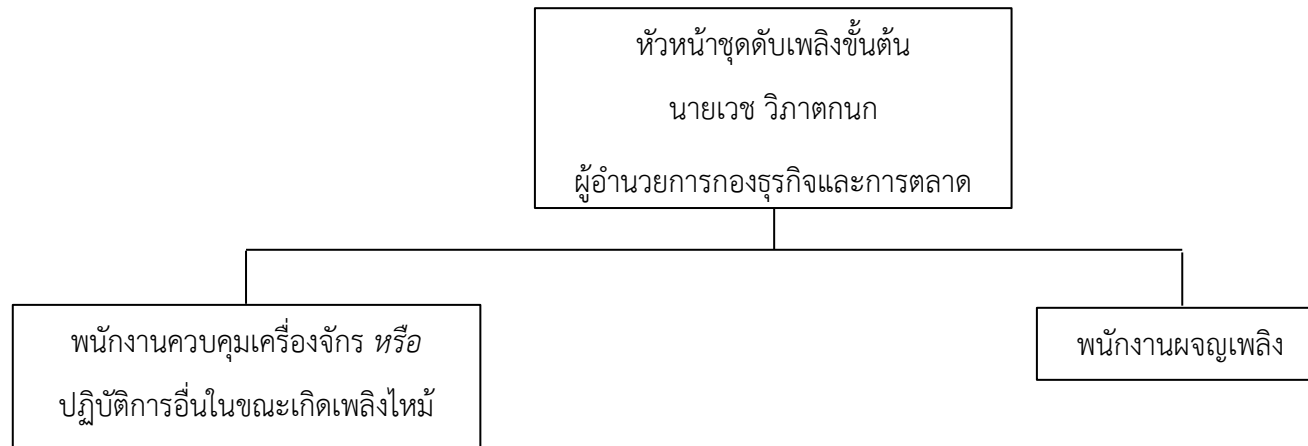 หัวหน้าชุดดับเพลิงขั้นต้น
นายเวช วิภาตกนก
ผู้อำนวยการกองธุรกิจและการตลาด
พนักงานควบคุมเครื่องจักร หรือ
ปฏิบัติการอื่นในขณะเกิดเพลิงไหม้
พนักงานผจญเพลิง